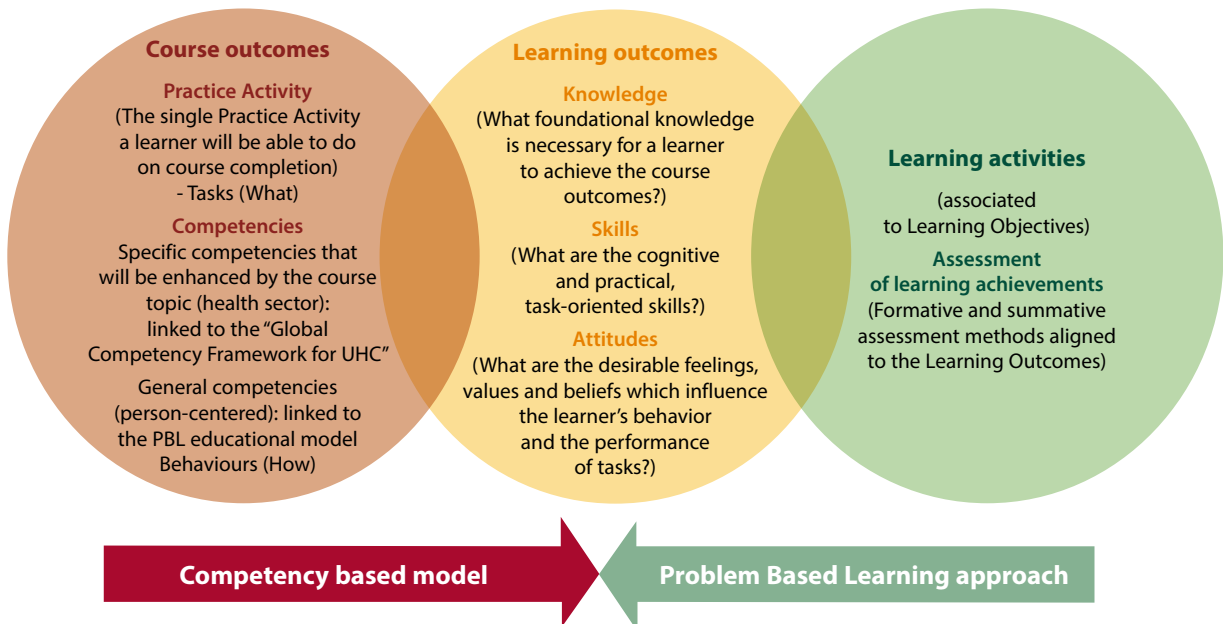 Course outcomes
Practice Activity
(The single Practice Activity
a learner will be able to do
on course completion)
- Tasks (What)
Competencies
Specific competencies that
will be enhanced by the course
topic (health sector):
linked to the “Global
Competency Framework for UHC”
General competencies
(person-centered): linked to
the PBL educational model
Behaviours (How)
Learning outcomes
Knowledge
(What foundational knowledge
is necessary for a learner
to achieve the course
outcomes?)
Skills
(What are the cognitive
and practical,
task-oriented skills?)
Attitudes
(What are the desirable feelings,
values and beliefs which influence
the learner’s behavior
and the performance
of tasks?)
Learning activities
(associated
to Learning Objectives)
Assessment
of learning achievements
(Formative and summative
assessment methods aligned
to the Learning Outcomes)
Competency based model
Problem Based Learning approach